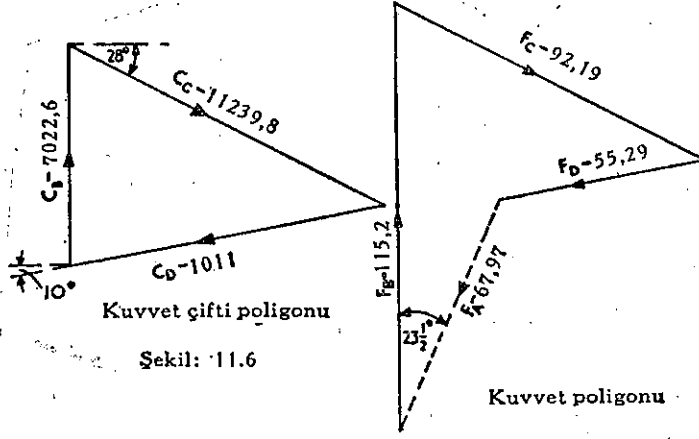 28°
C_C-11239,8
C_B-7022,6
C_D-1011
10°
Kuvvet çifti poligonu
Şekil: 11.6
F_C-92,19
F_D-55,29
F_B-115,2
F_A-67,97
23½°
Kuvvet poligonu